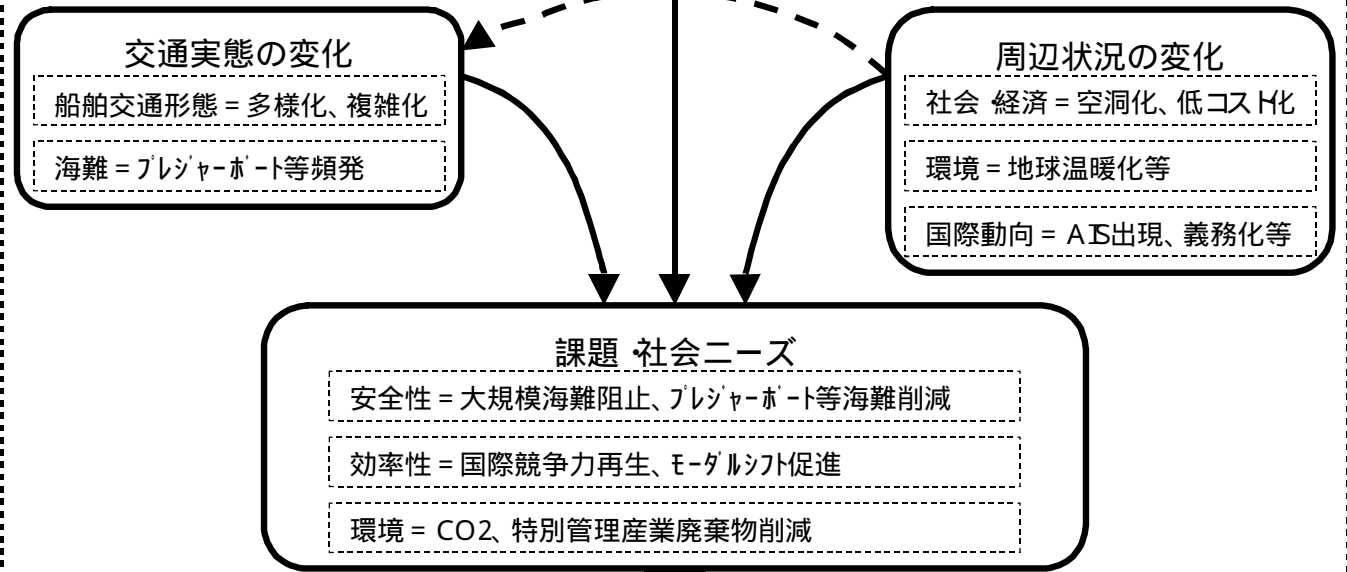 交通実態の変化
船舶交通形態 = 多様化、複雑化
海難 = プレジャーボート等頻発
周辺状況の変化
社会・経済 = 空洞化、低コスト化
環境 = 地球温暖化等
国際動向 = AIS出現、義務化等
課題・社会ニーズ
安全性 = 大規模海難阻止、プレジャーボート等海難削減
効率性 = 国際競争力再生、モーダルシフト促進
環境 = CO2、特別管理産業廃棄物削減